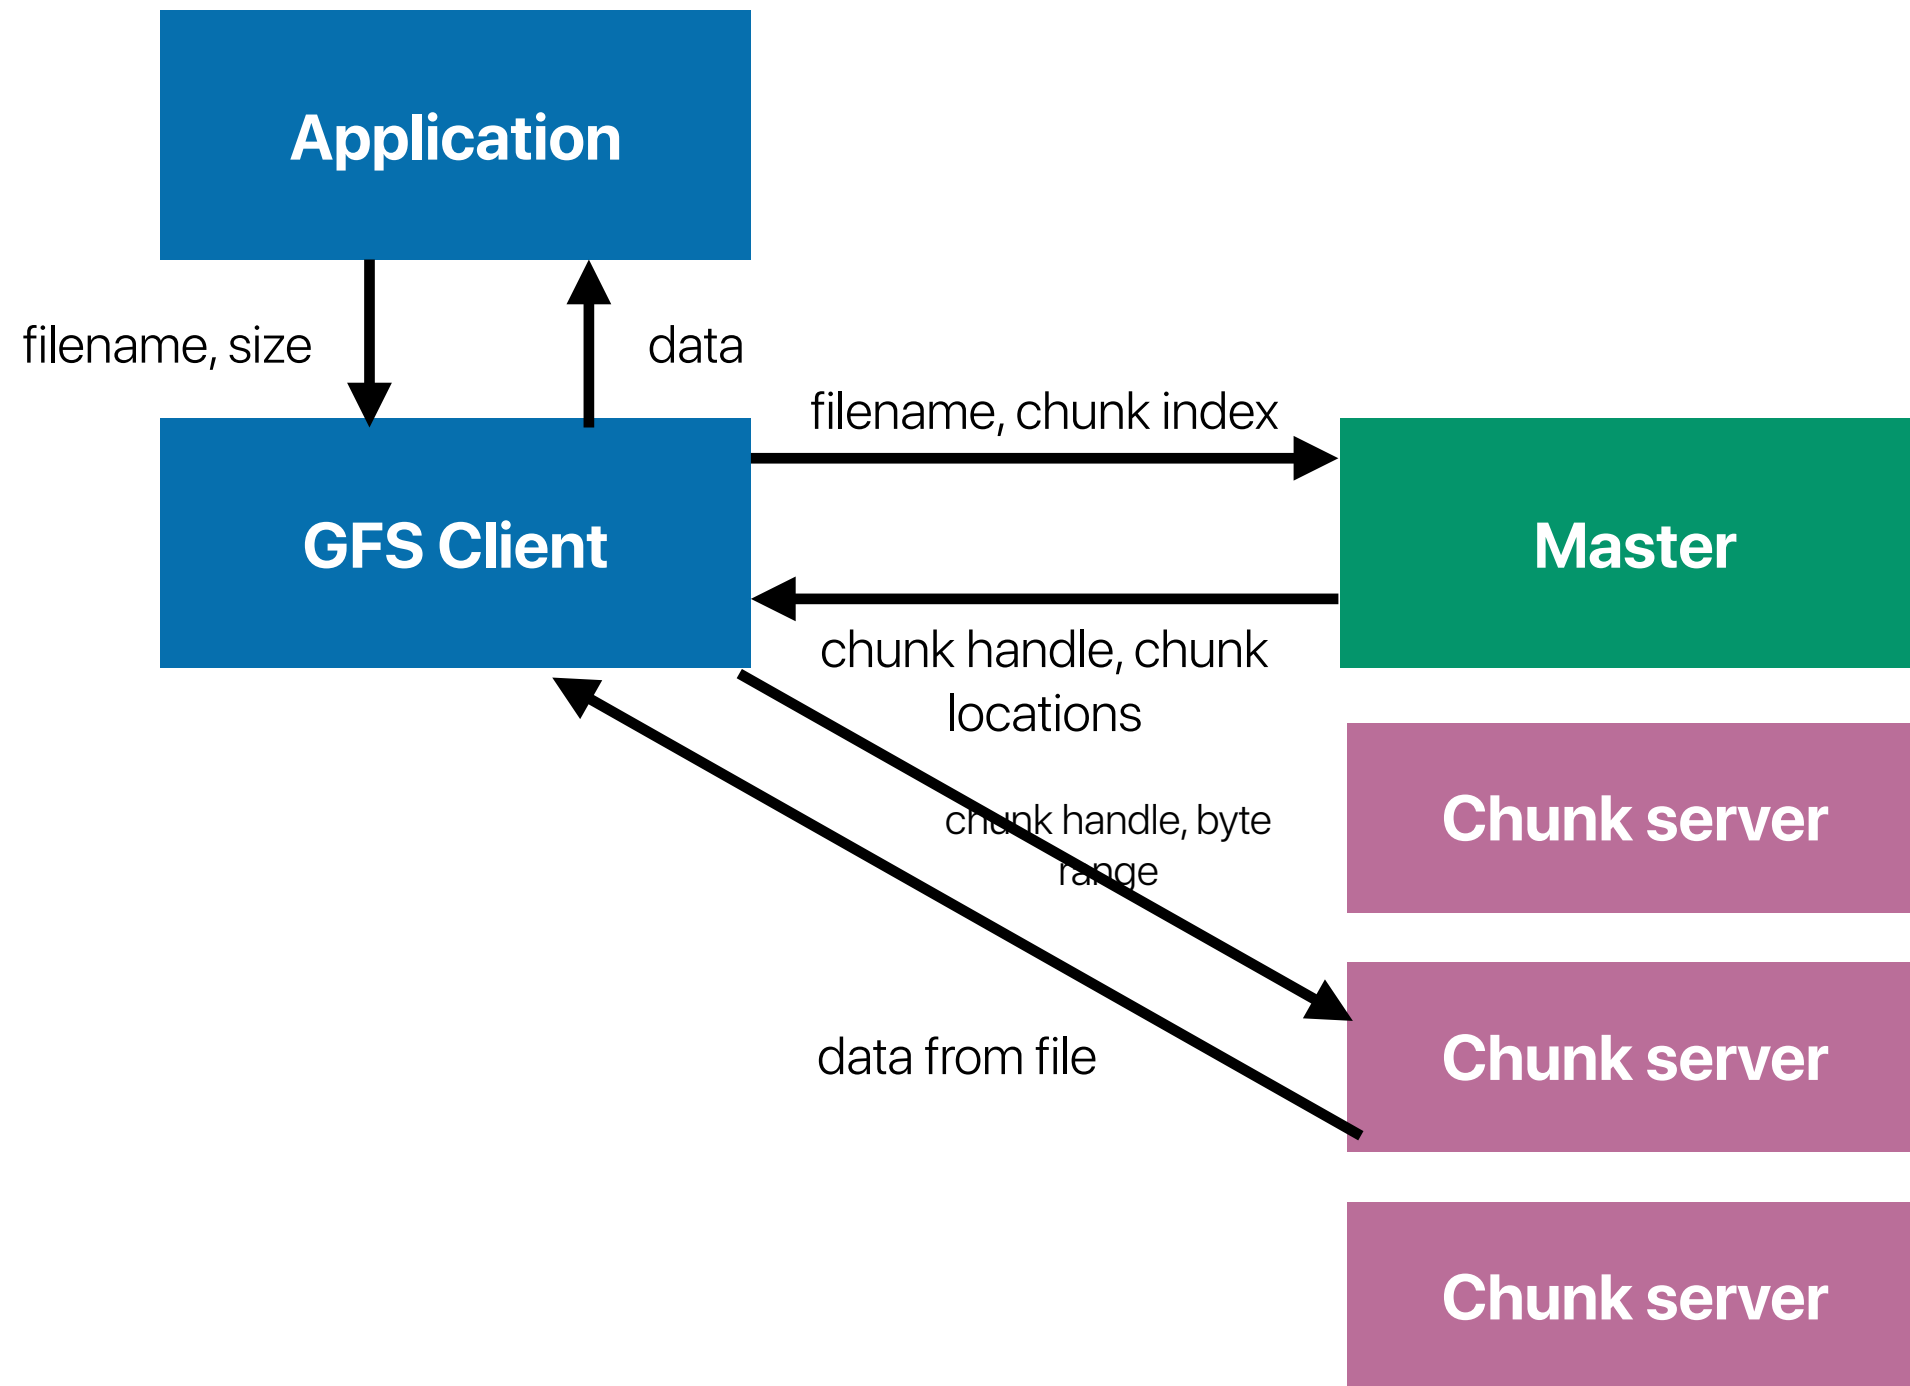 Application
filename, size
data
filename, chunk index
GFS Client
Master
chunk handle, chunk
locations
chunk handle, byte
range
Chunk server
data from file
Chunk server
Chunk server